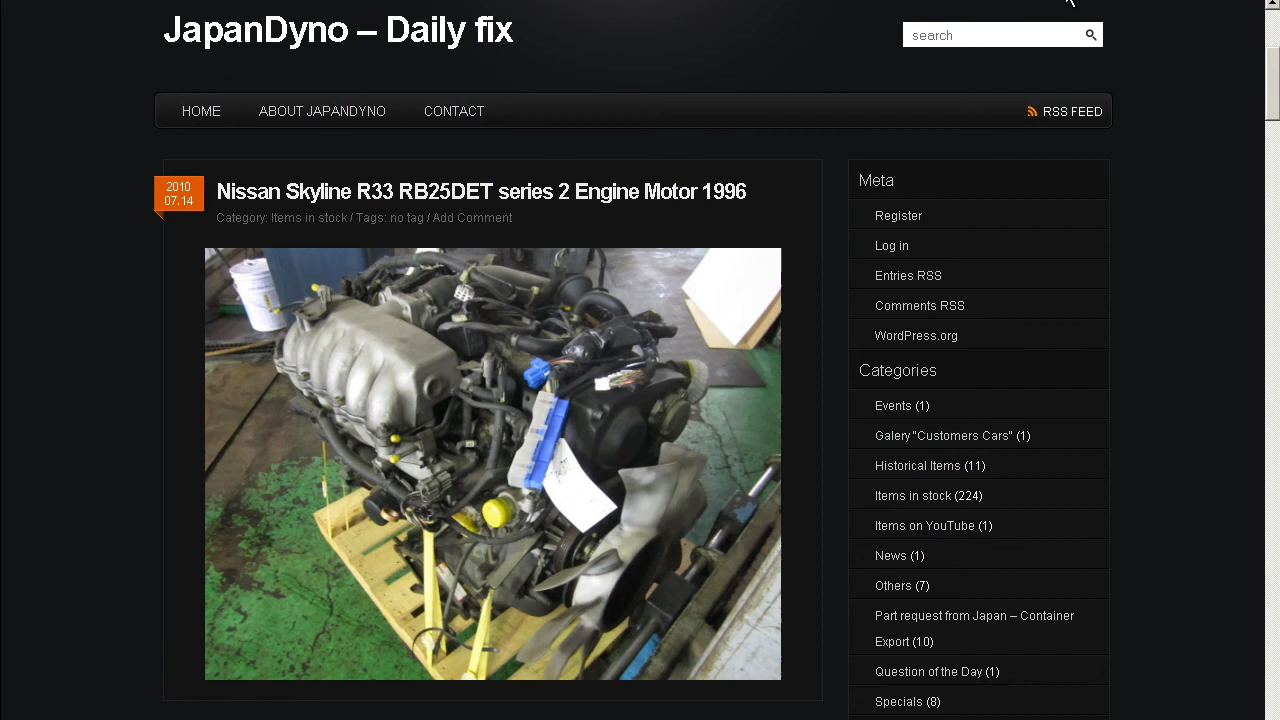 JapanDyno – Daily fix
search
HOME ABOUT JAPANDYNO CONTACT RSS FEED
2010
07.14
Nissan Skyline R33 RB25DET series 2 Engine Motor 1996
Category: Items in stock / Tags: no tag / Add Comment
Meta
Register
Log in
Entries RSS
Comments RSS
WordPress.org
Categories
Events (1)
Galery "Customers Cars" (1)
Historical Items (11)
Items in stock (224)
Items on YouTube (1)
News (1)
Others (7)
Part request from Japan – Container
Export (10)
Question of the Day (1)
Specials (8)